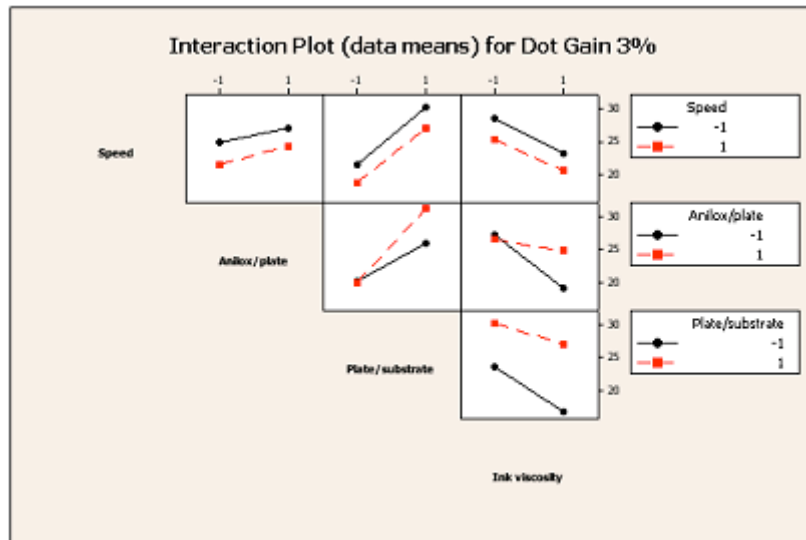 Interaction Plot (data means) for Dot Gain 3%
-1 1 -1 1 -1 1
Speed
30
25
20
Speed
-1
1
Anilox/plate
30
25
20
Anilox/plate
-1
1
Plate/substrate
30
25
20
Plate/substrate
-1
1
Ink viscosity